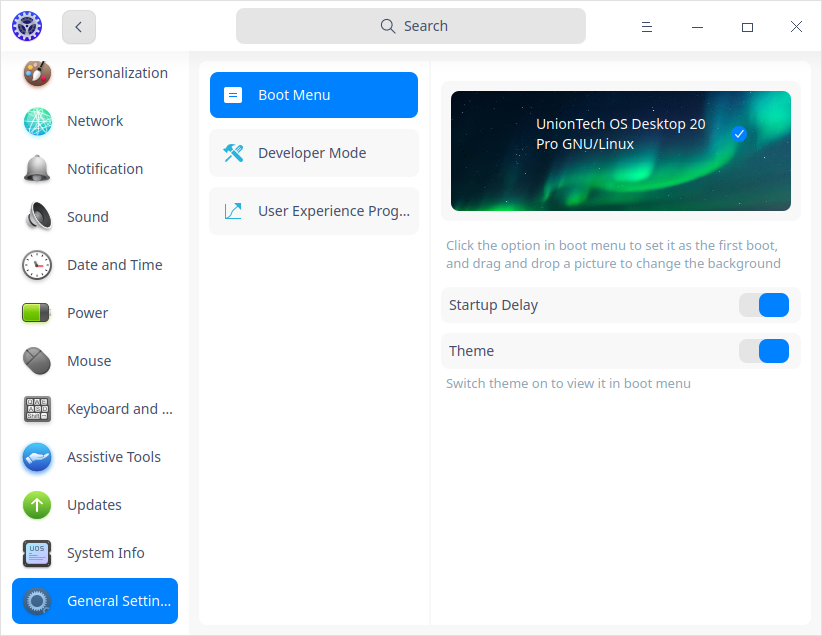 Search
Personalization
Network
Notification
Sound
Date and Time
Power
Mouse
Keyboard and ...
Assistive Tools
Updates
UOS
System Info
General Settin...
Boot Menu
Developer Mode
User Experience Prog...
UnionTech OS Desktop 20
Pro GNU/Linux
Click the option in boot menu to set it as the first boot,
and drag and drop a picture to change the background
Startup Delay
Theme
Switch theme on to view it in boot menu